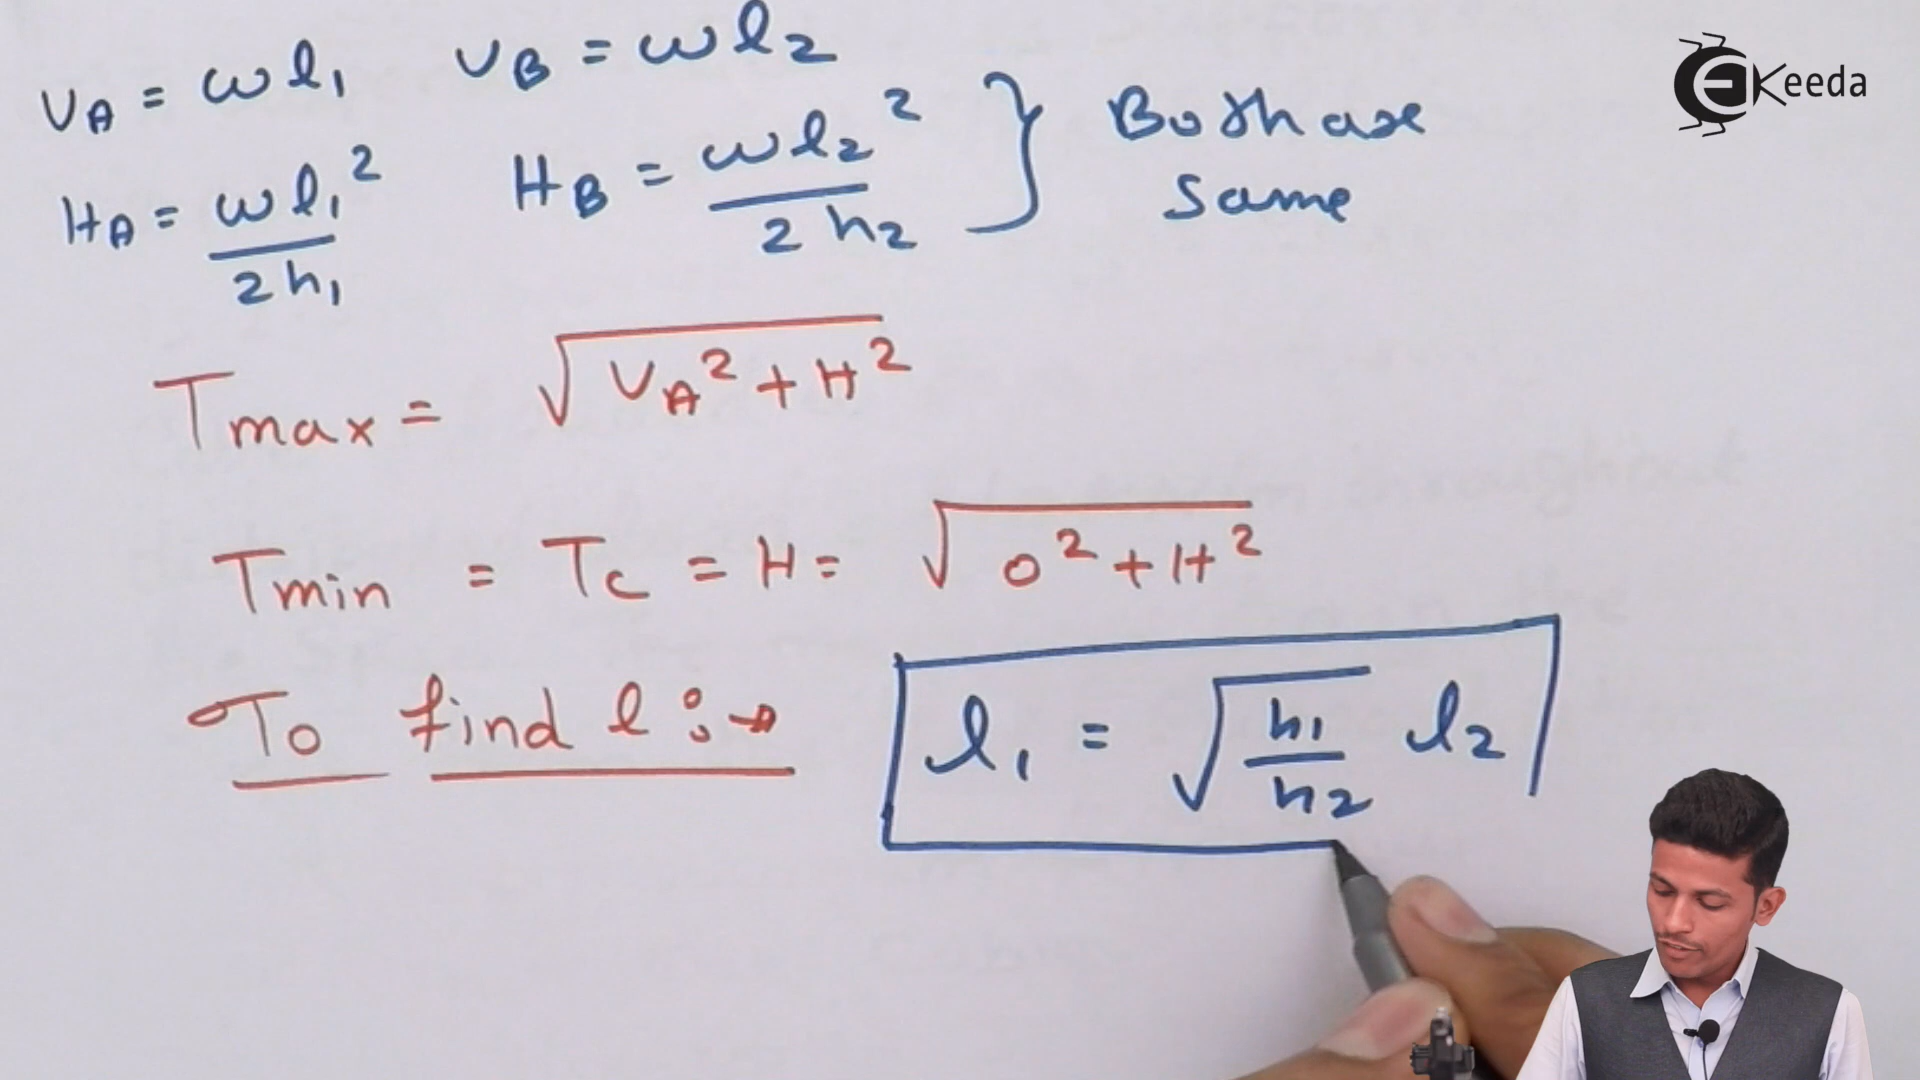 VA = ωl1 VB = ωl2
HA = ωl1² / 2h1 HB = ωl2² / 2h2 } Both are same
Tmax = √(VA² + H²)
Tmin = Tc = H = √(0² + H²)
To find l :→ l1 = √(h1/h2) l2
EKeeda